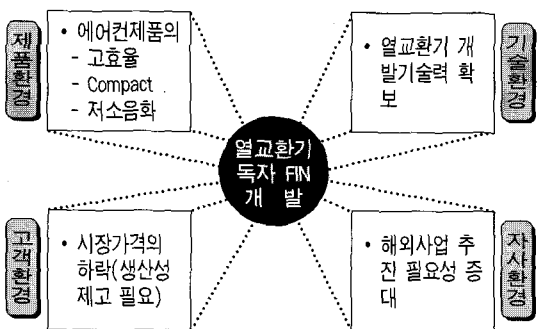 제품환경
• 에어컨제품의
- 고효율
- Compact
- 저소음화
기술환경
• 열교환기 개
발기술력 확
보
열교환기
독자 FIN
개 발
고객환경
• 시장가격의
하락(생산성
제고 필요)
자사환경
• 해외사업 추
진 필요성 증
대